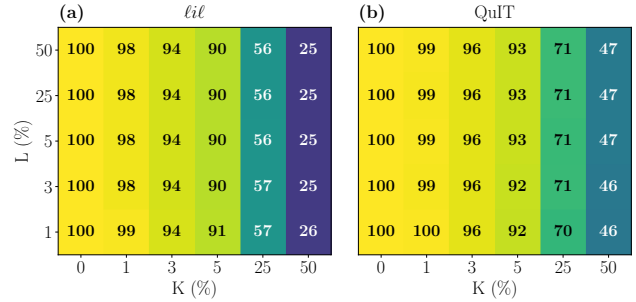 (a) ℓiℓ
L (%)
50 100 98 94 90 56 25
25 100 98 94 90 56 25
5 100 98 94 90 56 25
3 100 98 94 90 57 25
1 100 99 94 91 57 26
0 1 3 5 25 50
K (%)
(b) QuIT
100 99 96 93 71 47
100 99 96 93 71 47
100 99 96 93 71 47
100 99 96 92 71 46
100 100 96 92 70 46
0 1 3 5 25 50
K (%)